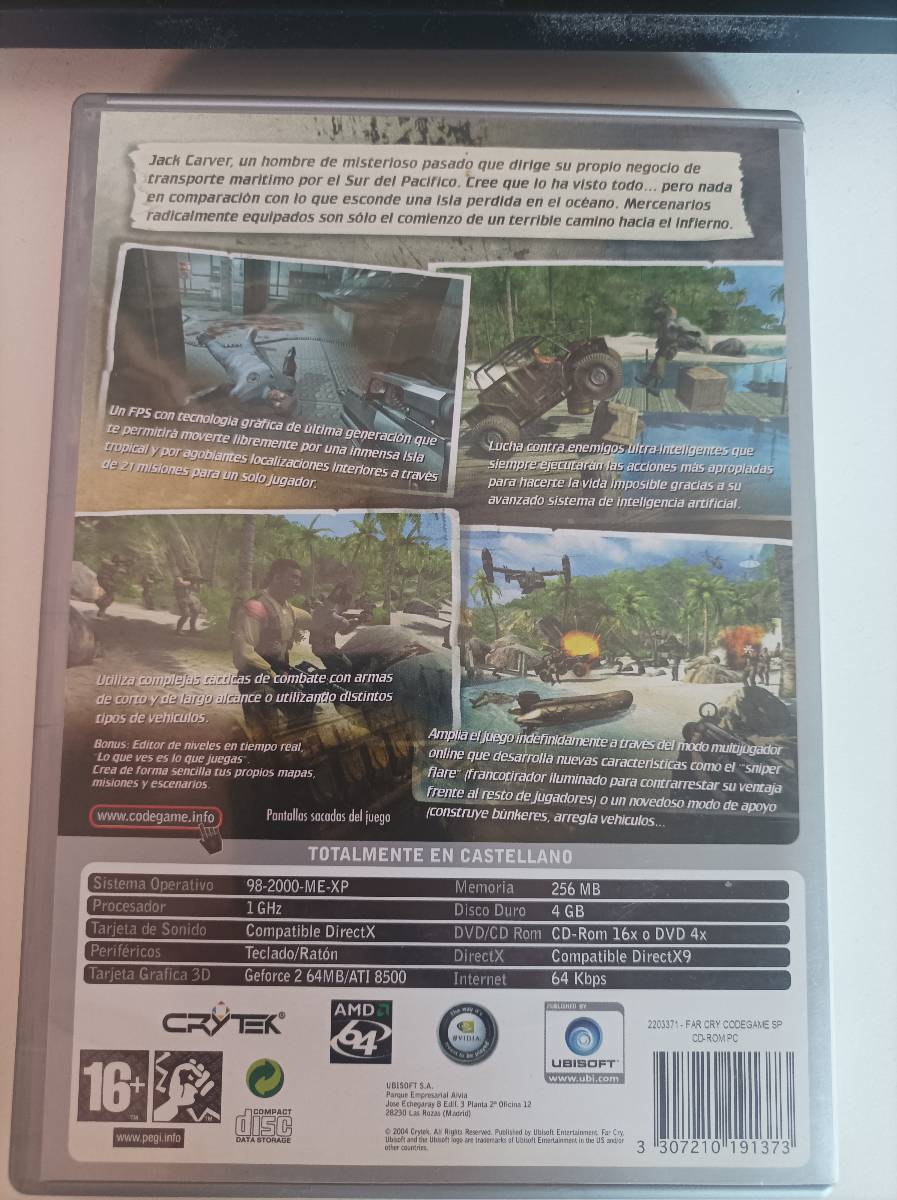 Jack Carver, un hombre de misterioso pasado que dirige su propio negocio de
transporte marítimo por el Sur del Pacífico. Cree que lo ha visto todo... pero nada
en comparación con lo que esconde una isla perdida en el océano. Mercenarios
radicalmente equipados son sólo el comienzo de un terrible camino hacia el infierno.
Un FPS con tecnología gráfica de última generación que
te permitirá moverte libremente por una inmensa isla
tropical y por agobiantes localizaciones interiores a través
de 21 misiones para un solo jugador.
Lucha contra enemigos ultra-inteligentes que
siempre ejecutarán las acciones más apropiadas
para hacerte la vida imposible gracias a su
avanzado sistema de inteligencia artificial.
Utiliza complejas tácticas de combate con armas
de corto y de largo alcance o utilizando distintos
tipos de vehículos.
Bonus: Editor de niveles en tiempo real,
"Lo que ves es lo que juegas".
Crea de forma sencilla tus propios mapas,
misiones y escenarios.
Amplía el juego indefinidamente a través del modo multijugador
online que desarrolla nuevas características como el "sniper
flare" (francotirador iluminado para contrarrestar su ventaja
frente al resto de jugadores) o un novedoso modo de apoyo
(construye búnkeres, arregla vehículos...
www.codegame.info
Pantallas sacadas del juego
TOTALMENTE EN CASTELLANO
Sistema Operativo 98-2000-ME-XP Memoria 256 MB
Procesador 1 GHz Disco Duro 4 GB
Tarjeta de Sonido Compatible DirectX DVD/CD Rom CD-Rom 16x o DVD 4x
Periféricos Teclado/Ratón DirectX Compatible DirectX9
Tarjeta Grafica 3D Geforce 2 64MB/ATI 8500 Internet 64 Kbps
CRYTEK®
AMD
64
the way it's
nVIDIA
meant to be played
PUBLISHED BY
UBISOFT™
www.ubi.com
2203371 - FAR CRY CODEGAME SP
CD-ROM PC
16+
™
www.pegi.info
COMPACT
disc
DATA STORAGE
UBISOFT S.A.
Parque Empresarial Alvia
Jose Echegaray 8 Edif. 3 Planta 2ª Oficina 12
28230 Las Rozas (Madrid)
© 2004 Crytek. All Rights Reserved. Published by Ubisoft Entertainment. Far Cry,
Ubisoft and the Ubisoft logo are trademarks of Ubisoft Entertainment in the US and/or
other countries.
3 307210 191373